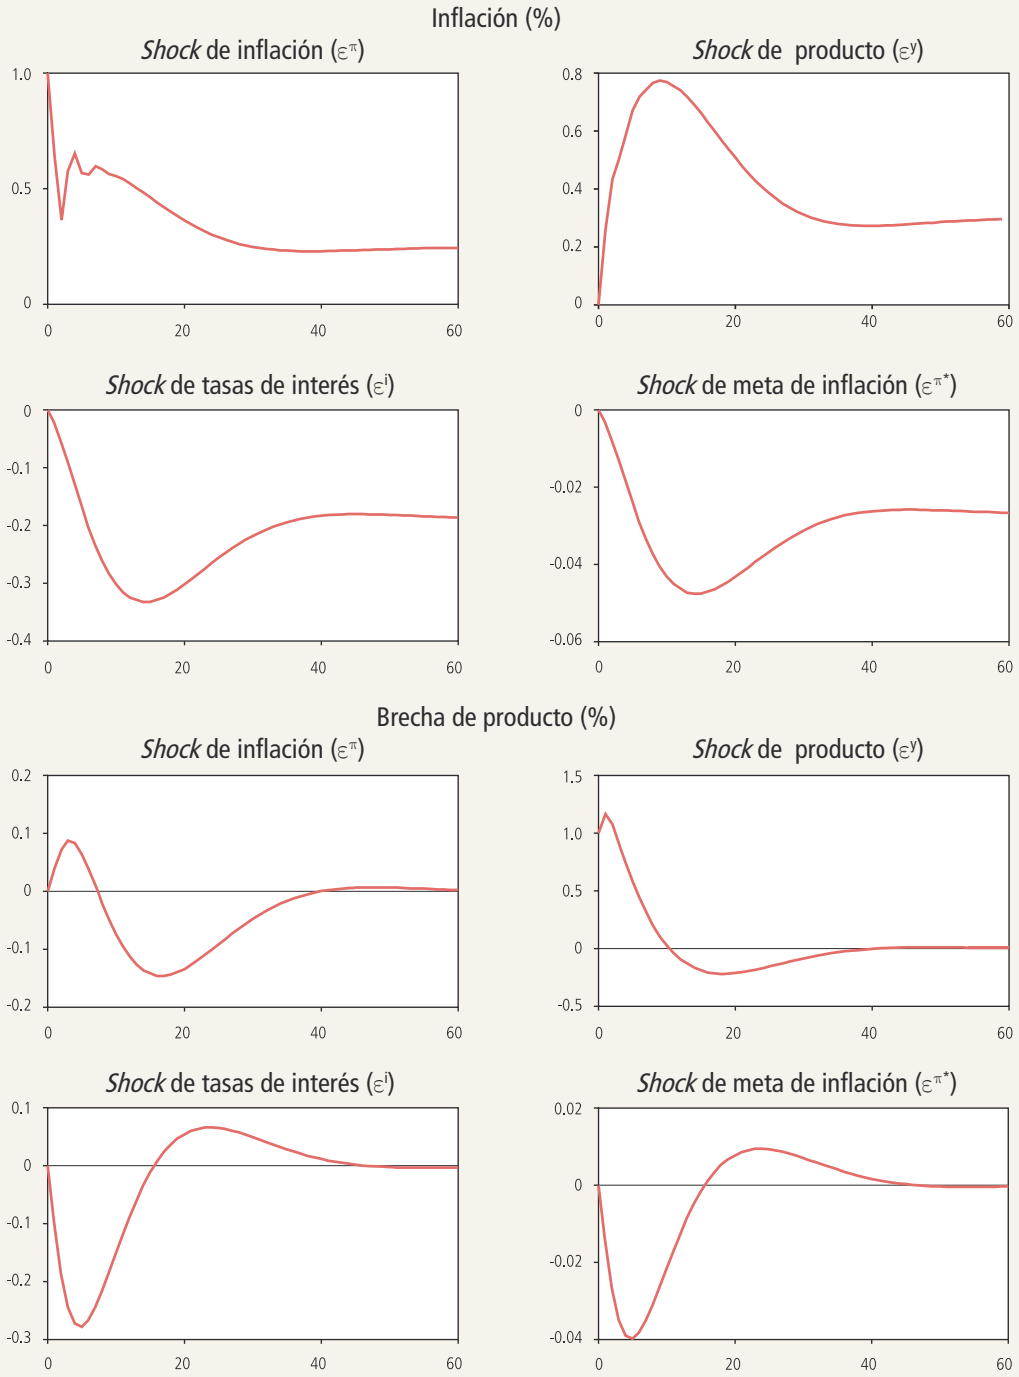 Inflación (%)
Shock de inflación (επ)
1.0
0.5
0
0 20 40 60
Shock de producto (εy)
0.8
0.6
0.4
0.2
0
0 20 40 60
Shock de tasas de interés (εi)
0
-0.1
-0.2
-0.3
-0.4
0 20 40 60
Shock de meta de inflación (επ*)
0
-0.02
-0.04
-0.06
0 20 40 60
Brecha de producto (%)
Shock de inflación (επ)
0.2
0.1
0
-0.1
-0.2
0 20 40 60
Shock de producto (εy)
1.5
1.0
0.5
0
-0.5
0 20 40 60
Shock de tasas de interés (εi)
0.1
0
-0.1
-0.2
-0.3
0 20 40 60
Shock de meta de inflación (επ*)
0.02
0
-0.02
-0.04
0 20 40 60